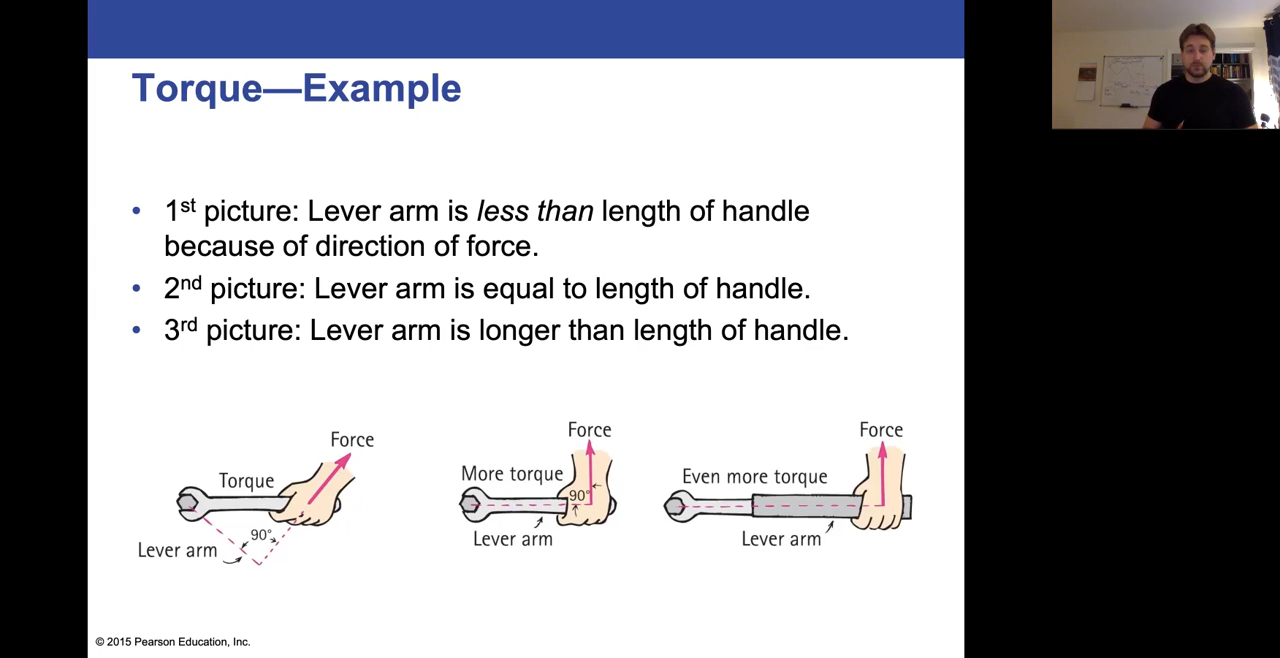 Torque—Example
• 1st picture: Lever arm is less than length of handle
because of direction of force.
• 2nd picture: Lever arm is equal to length of handle.
• 3rd picture: Lever arm is longer than length of handle.
Force
Torque
90°
Lever arm
Force
More torque
90°
Lever arm
Force
Even more torque
Lever arm
© 2015 Pearson Education, Inc.